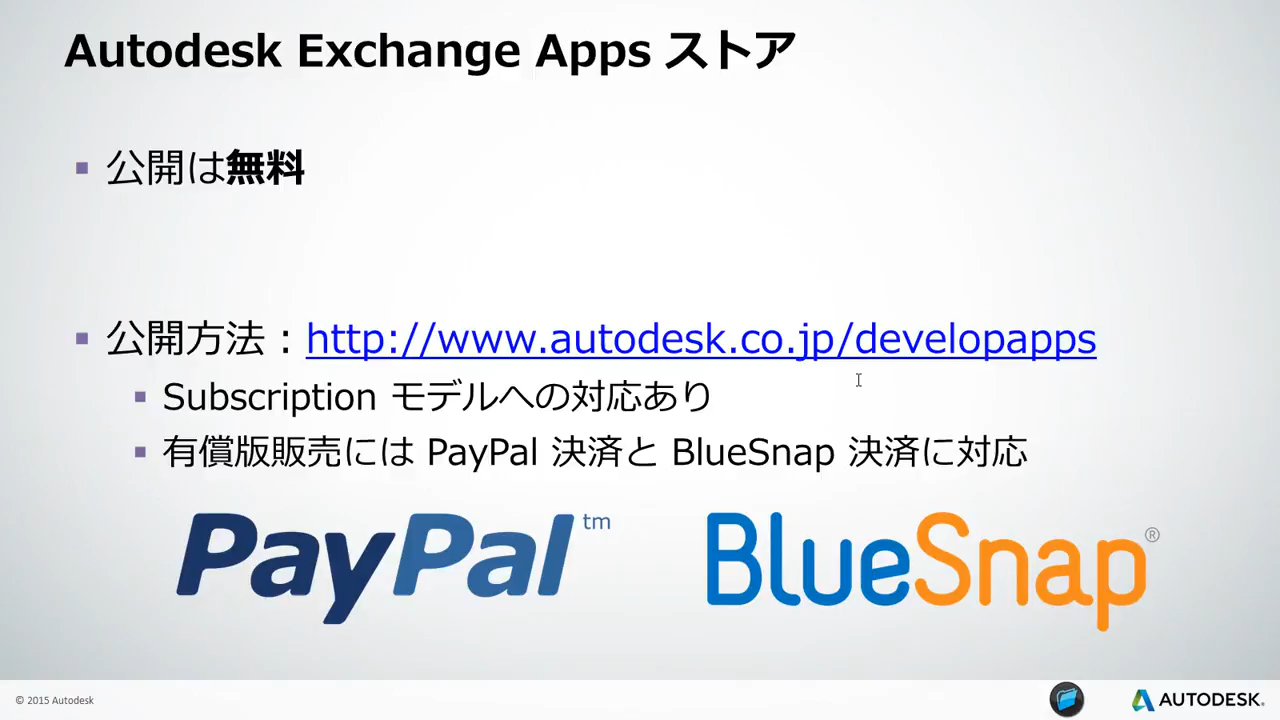 Autodesk Exchange Apps ストア
公開は無料
公開方法：http://www.autodesk.co.jp/developapps
Subscription モデルへの対応あり
有償版販売には PayPal 決済と BlueSnap 決済に対応
PayPal tm
BlueSnap ®
© 2015 Autodesk
AUTODESK.